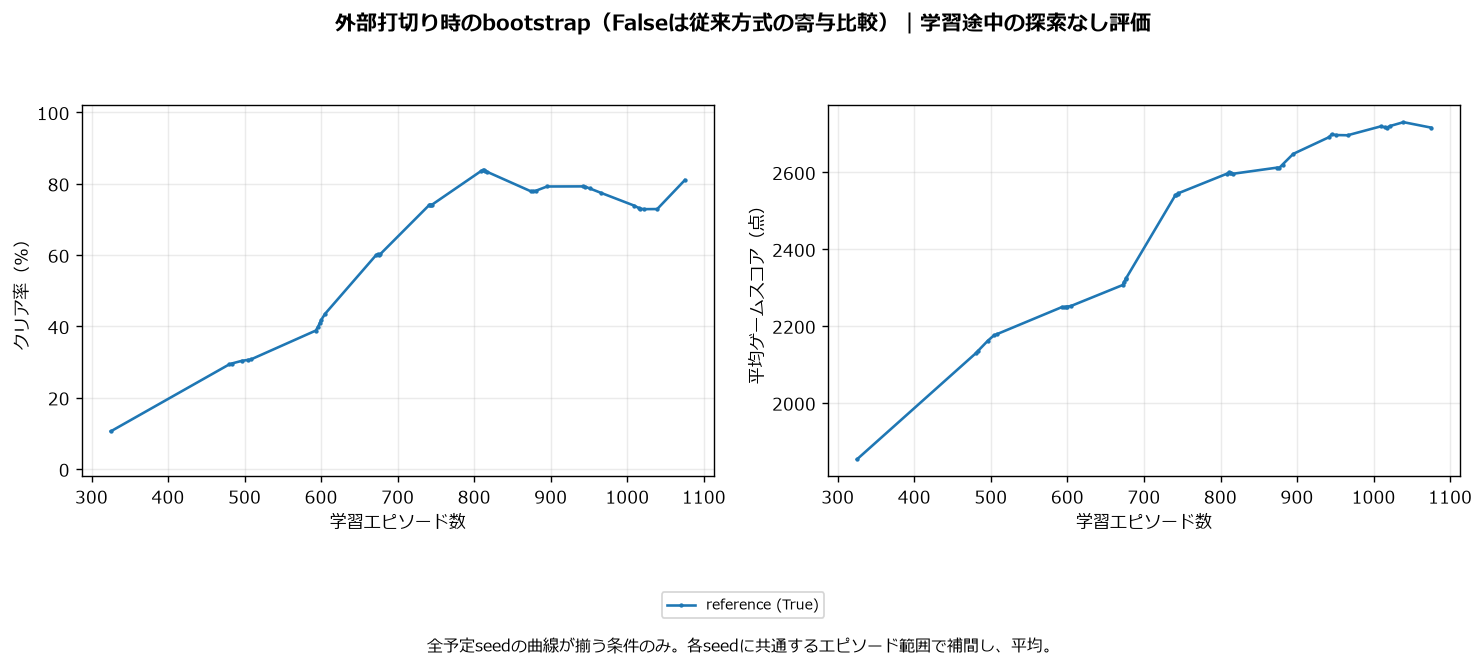 外部打切り時のbootstrap（Falseは従来方式の寄与比較）｜学習途中の探索なし評価
クリア率（%）
100
80
60
40
20
0
300 400 500 600 700 800 900 1000 1100
学習エピソード数
平均ゲームスコア（点）
2600
2400
2200
2000
300 400 500 600 700 800 900 1000 1100
学習エピソード数
reference (True)
全予定seedの曲線が揃う条件のみ。各seedに共通するエピソード範囲で補間し、平均。